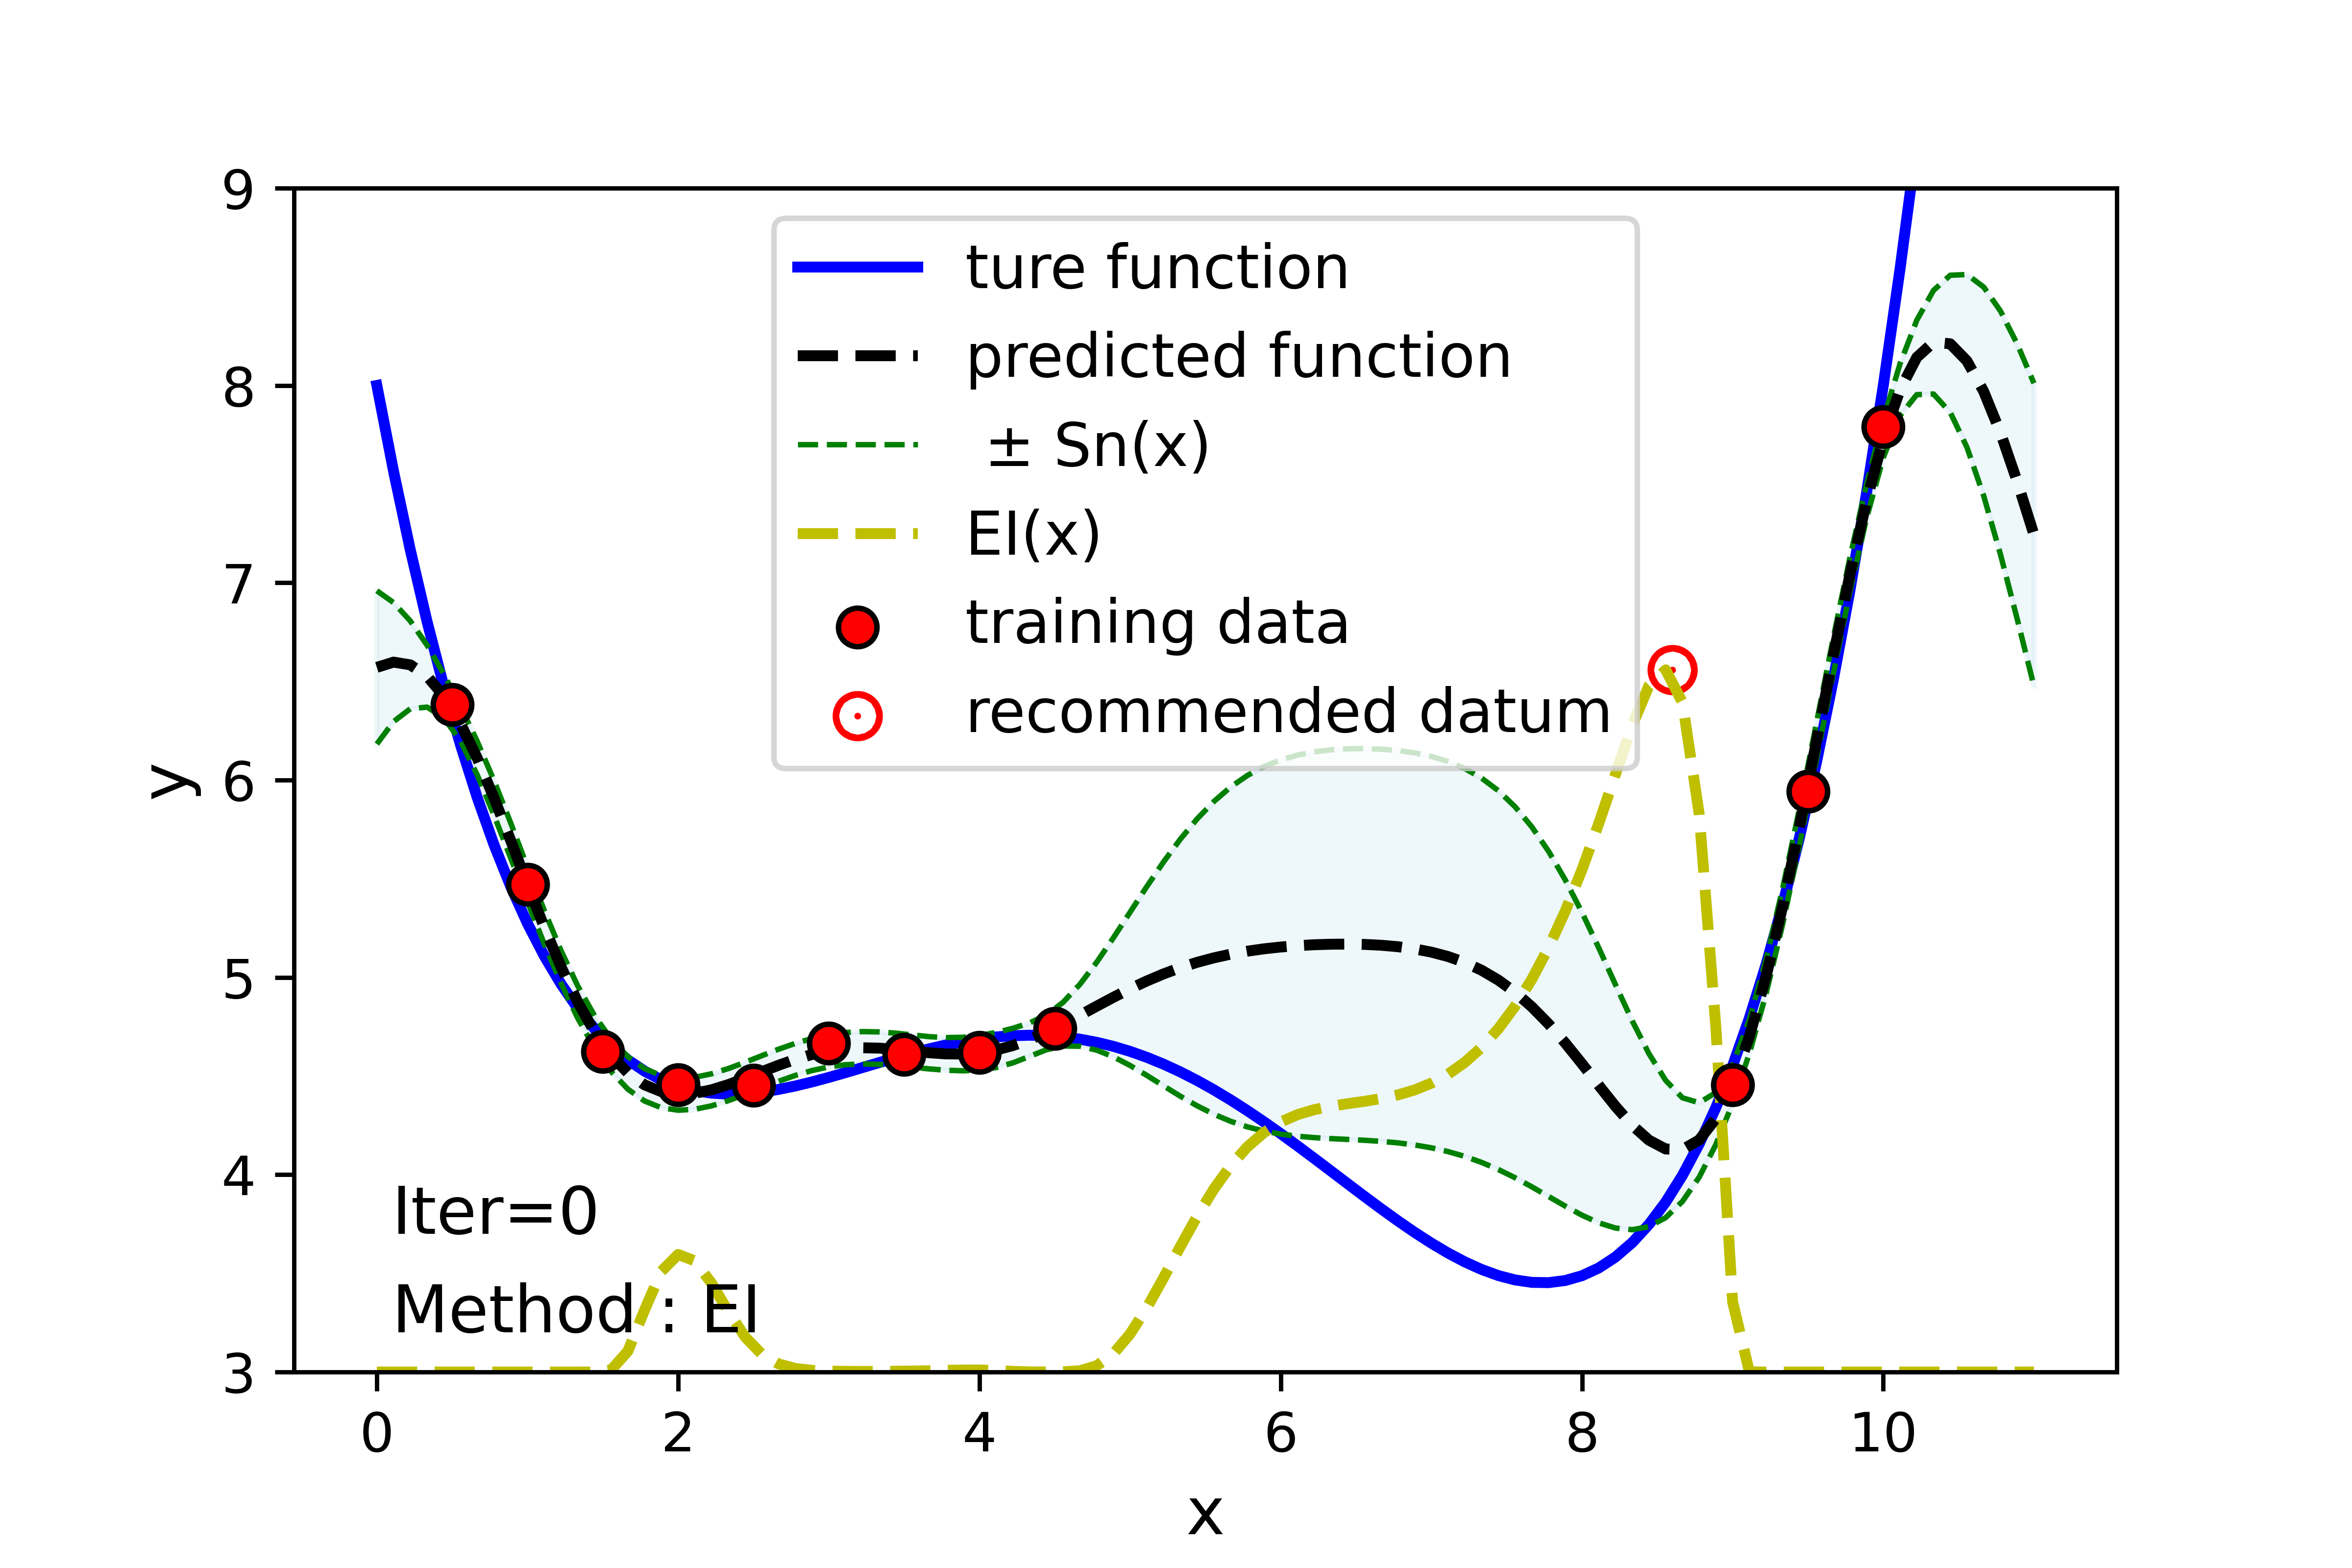 9
8
7
6
5
4
3
y
ture function
predicted function
± Sn(x)
EI(x)
training data
recommended datum
Iter=0
Method : EI
0 2 4 6 8 10
x